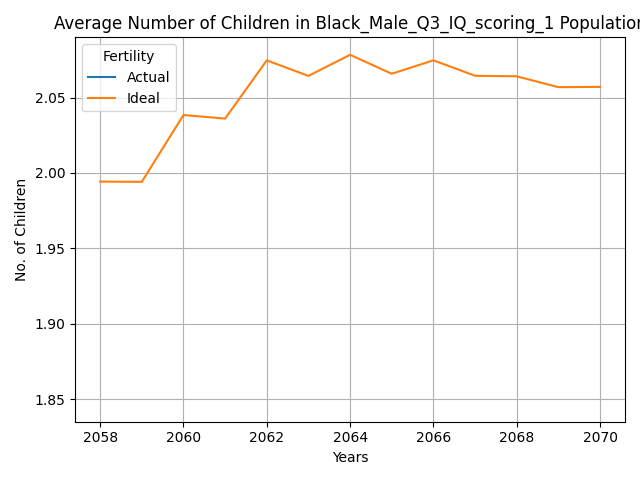 Average Number of Children in Black_Male_Q3_IQ_scoring_1 Population
Fertility
Actual
Ideal
2.05
2.00
1.95
1.90
1.85
No. of Children
2058 2060 2062 2064 2066 2068 2070
Years